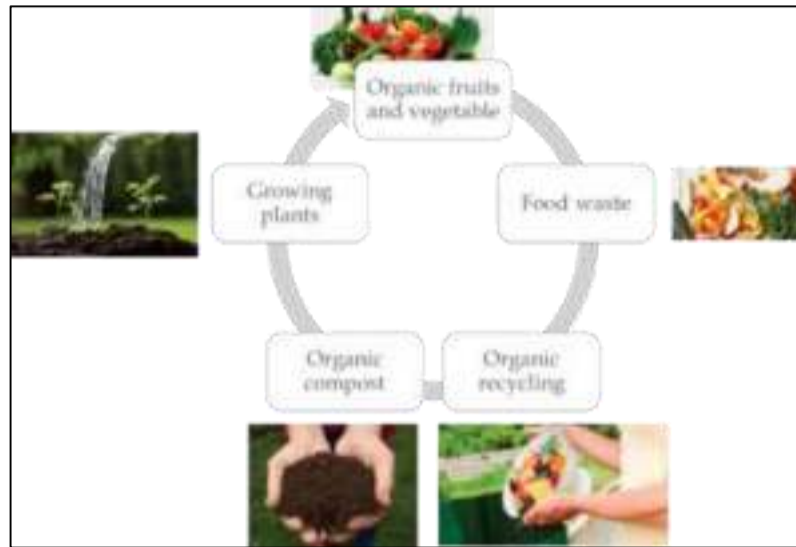 Organic fruits
and vegetable
Food waste
Organic
recycling
Organic
compost
Growing
plants